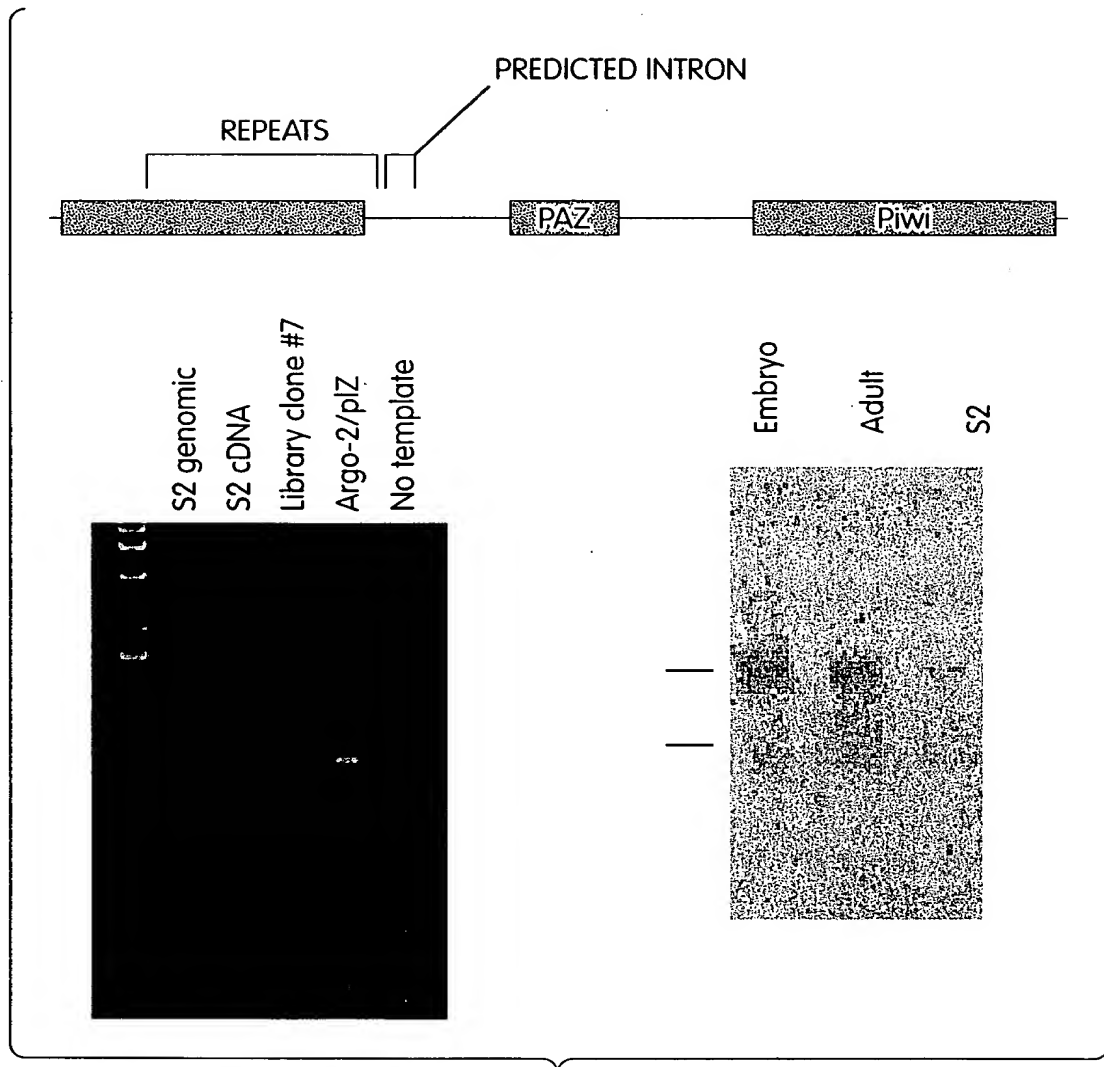 PREDICTED INTRON
REPEATS
PAZ
Piwi
S2 genomic
S2 cDNA
Library clone #7
Argo-2/pIZ
No template
Embryo
Adult
S2